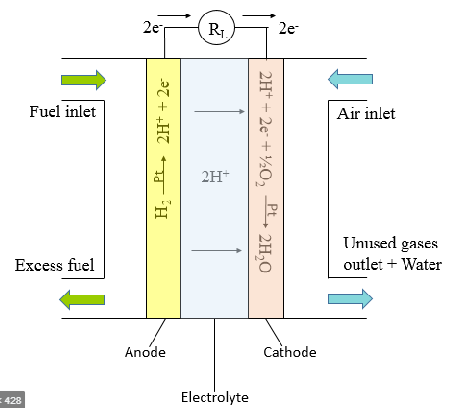 2e⁻ R_L 2e⁻
Fuel inlet
Air inlet
H₂ —Pt→ 2H⁺ + 2e⁻
2H⁺
2H⁺ + 2e⁻ + ½O₂ —Pt→ 2H₂O
Excess fuel
Unused gases
outlet + Water
Anode
Cathode
Electrolyte
428